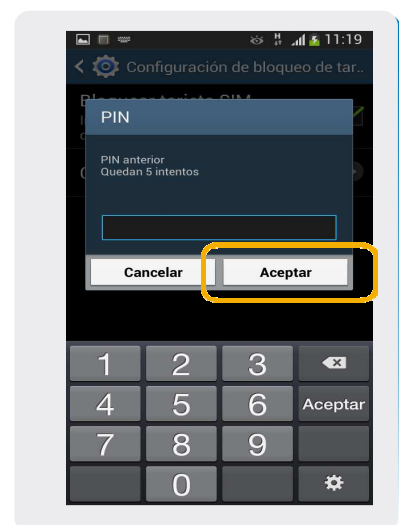 H 11:19
Configuración de bloqueo de tar..
PIN
PIN anterior
Quedan 5 intentos
Cancelar Aceptar
1 2 3
4 5 6 Aceptar
7 8 9
0